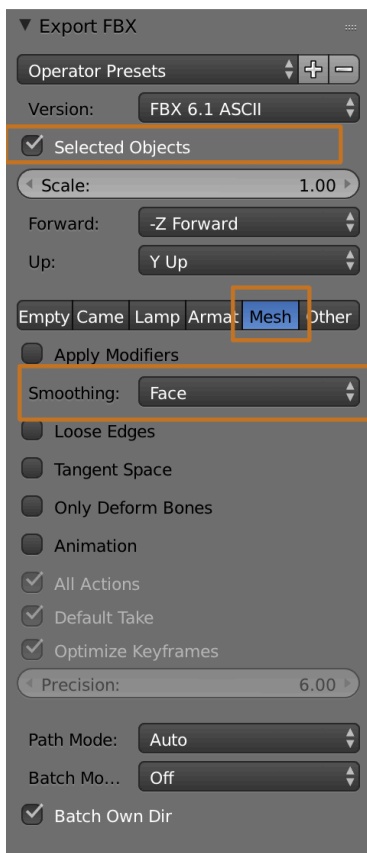 Export FBX
Operator Presets
Version: FBX 6.1 ASCII
Selected Objects
Scale: 1.00
Forward: -Z Forward
Up: Y Up
Empty Came Lamp Armat Mesh Other
Apply Modifiers
Smoothing: Face
Loose Edges
Tangent Space
Only Deform Bones
Animation
All Actions
Default Take
Optimize Keyframes
Precision: 6.00
Path Mode: Auto
Batch Mo... Off
Batch Own Dir